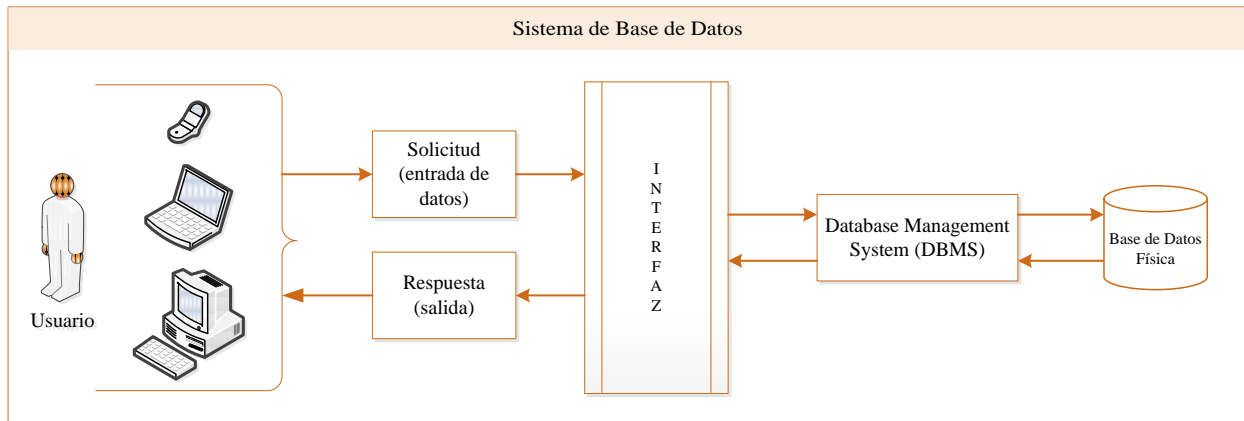 Sistema de Base de Datos
Usuario
Solicitud
(entrada de
datos)
Respuesta
(salida)
INTERFAZ
Database Management
System (DBMS)
Base de Datos
Física